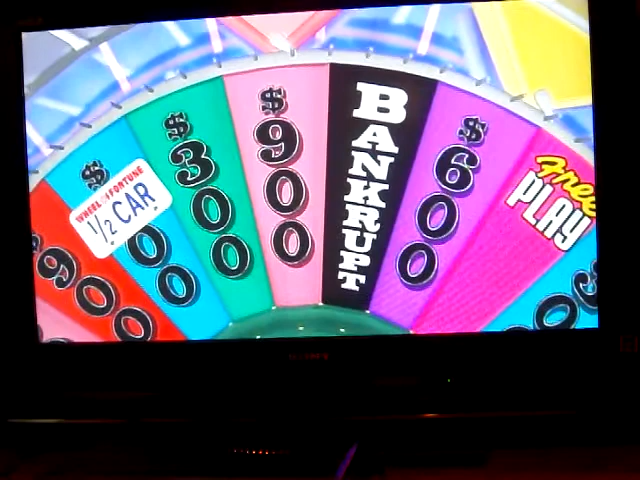 $900
$ 00
WHEEL OF FORTUNE
1/2 CAR
$300
$900
BANKRUPT
$600
Free
PLAY